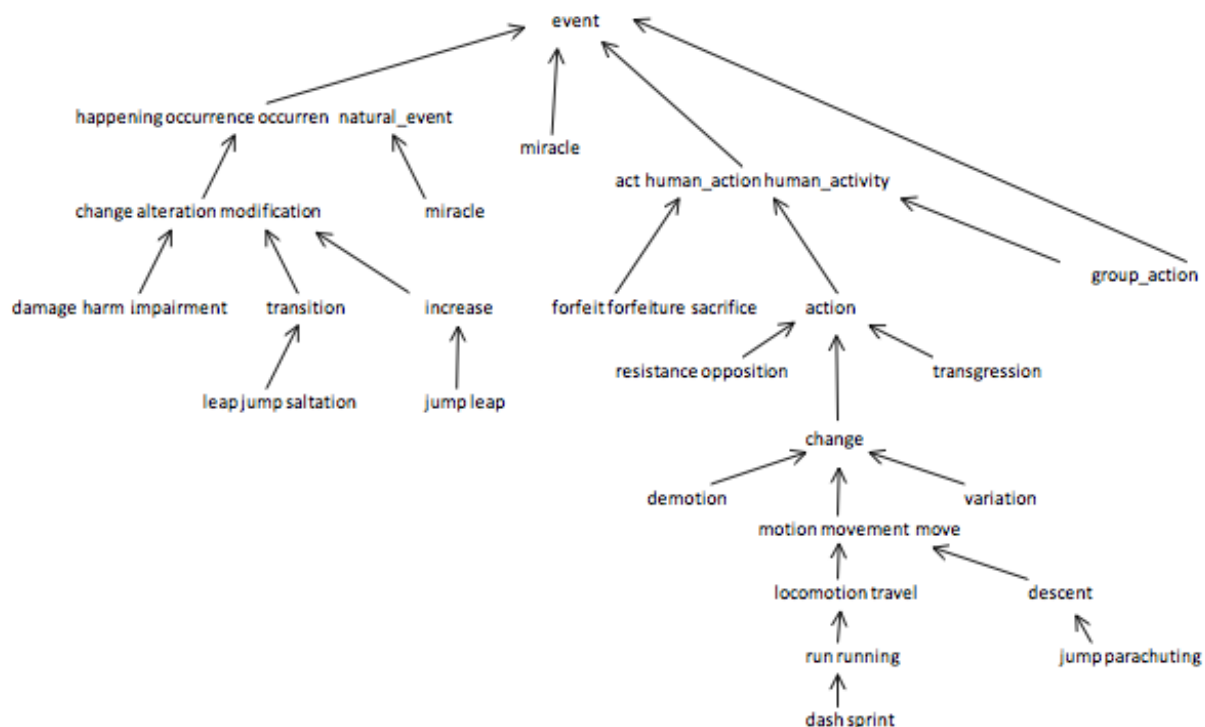 event
happening occurrence occurren natural_event
miracle
act human_action human_activity
change alteration modification
miracle
group_action
damage harm impairment
transition
increase
forfeit forfeiture sacrifice
action
resistance opposition
transgression
leap jump saltation
jump leap
change
demotion
variation
motion movement move
locomotion travel
descent
run running
jump parachuting
dash sprint